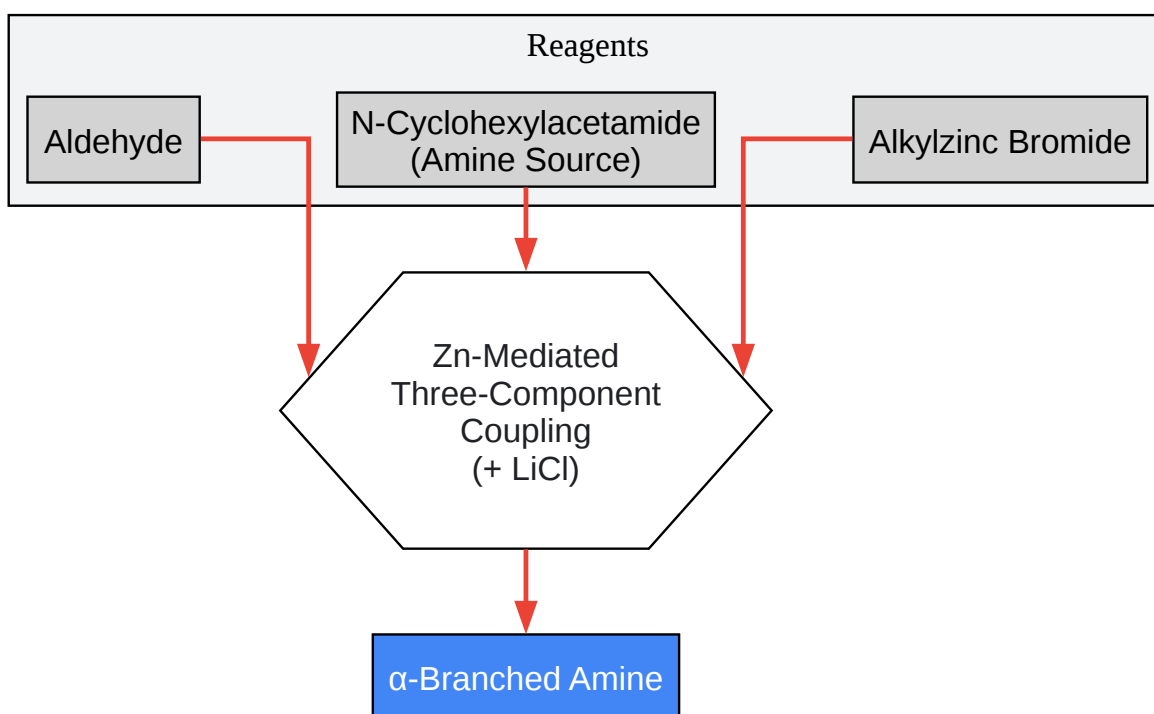 Reagents
Aldehyde
N-Cyclohexylacetamide
(Amine Source)
Alkylzinc Bromide
Zn-Mediated
Three-Component
Coupling
(+ LiCl)
α-Branched Amine